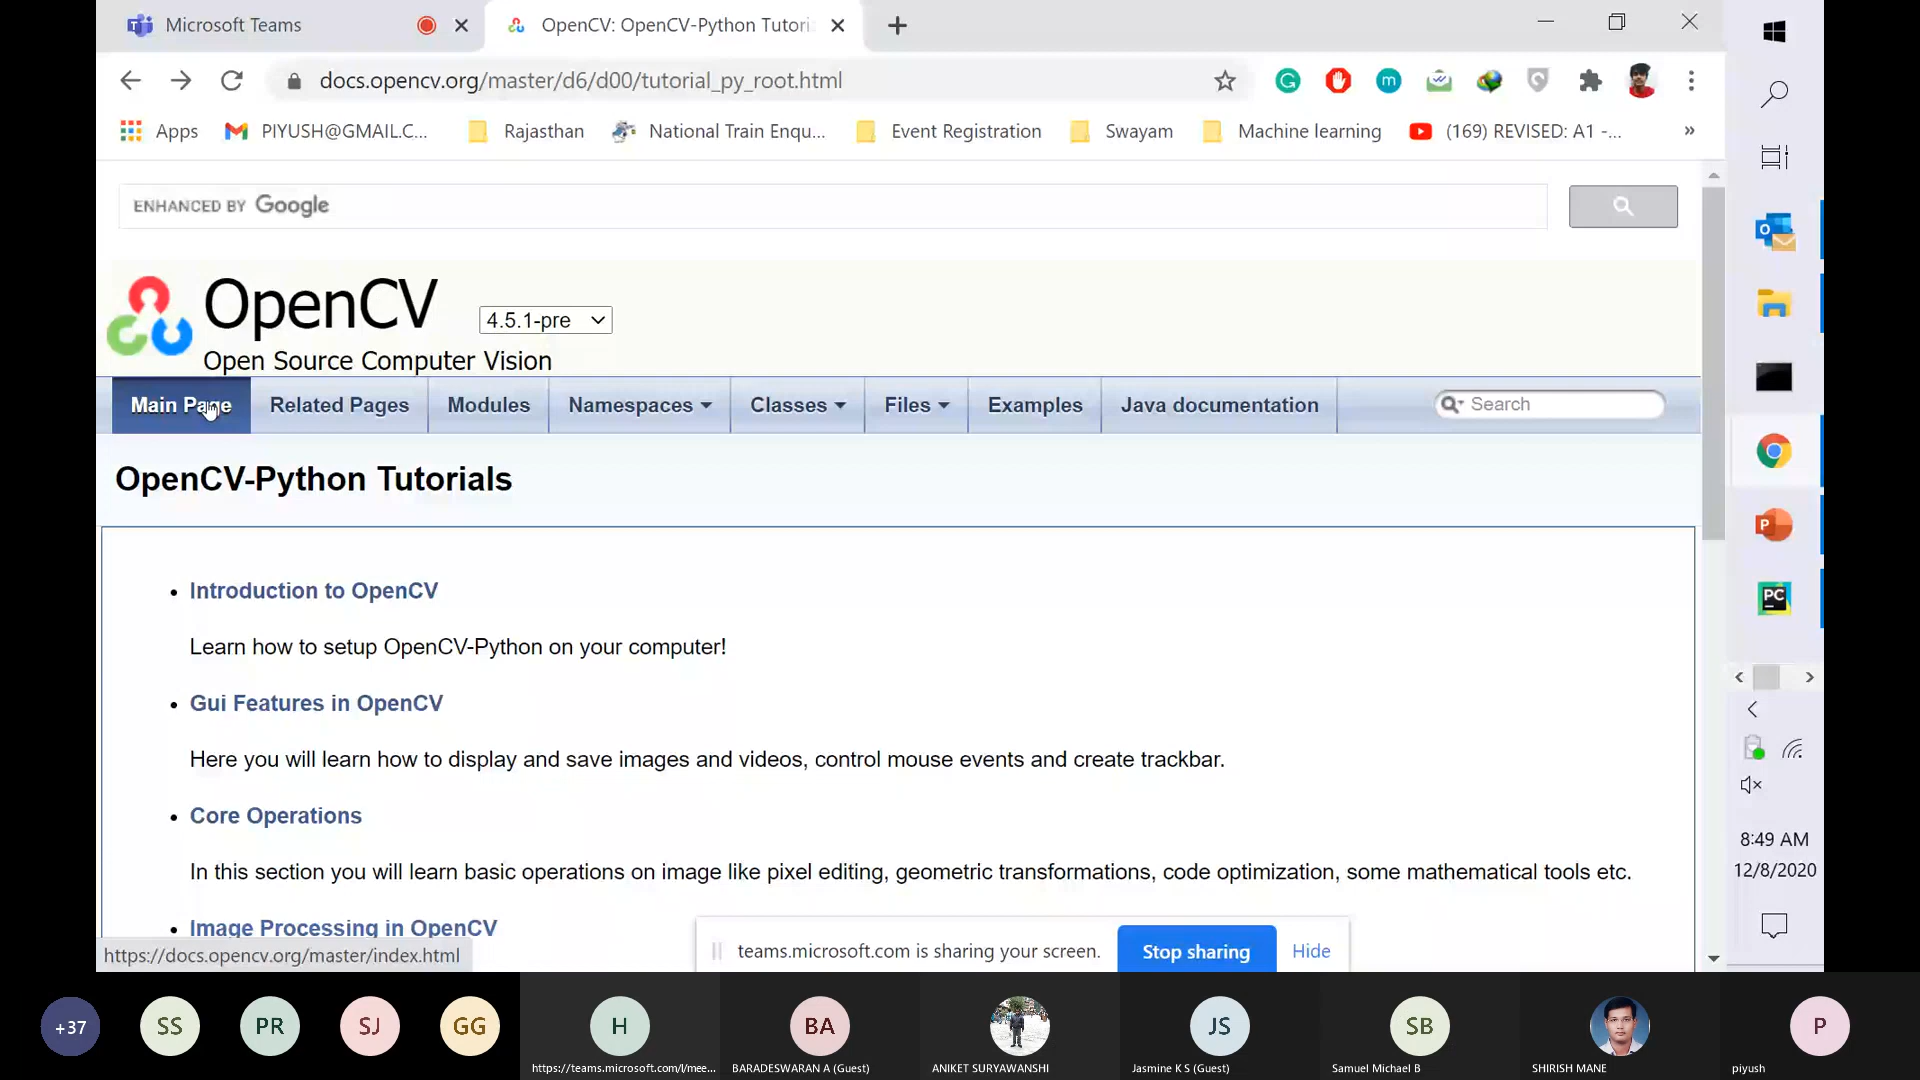 Microsoft Teams
OpenCV: OpenCV-Python Tutori
docs.opencv.org/master/d6/d00/tutorial_py_root.html
Apps
PIYUSH@GMAIL.C...
Rajasthan
National Train Enqu...
Event Registration
Swayam
Machine learning
(169) REVISED: A1 -...
»
ENHANCED BY Google
OpenCV
4.5.1-pre
Open Source Computer Vision
Main Page
Related Pages
Modules
Namespaces
Classes
Files
Examples
Java documentation
Search
OpenCV-Python Tutorials
• Introduction to OpenCV
Learn how to setup OpenCV-Python on your computer!
• Gui Features in OpenCV
Here you will learn how to display and save images and videos, control mouse events and create trackbar.
• Core Operations
In this section you will learn basic operations on image like pixel editing, geometric transformations, code optimization, some mathematical tools etc.
• Image Processing in OpenCV
https://docs.opencv.org/master/index.html
teams.microsoft.com is sharing your screen.
Stop sharing
Hide
8:49 AM
12/8/2020
+37
SS
PR
SJ
GG
H
BA
JS
SB
P
https://teams.microsoft.com/l/mee...
BARADESWARAN A (Guest)
ANIKET SURYAWANSHI
Jasmine K S (Guest)
Samuel Michael B
SHIRISH MANE
piyush